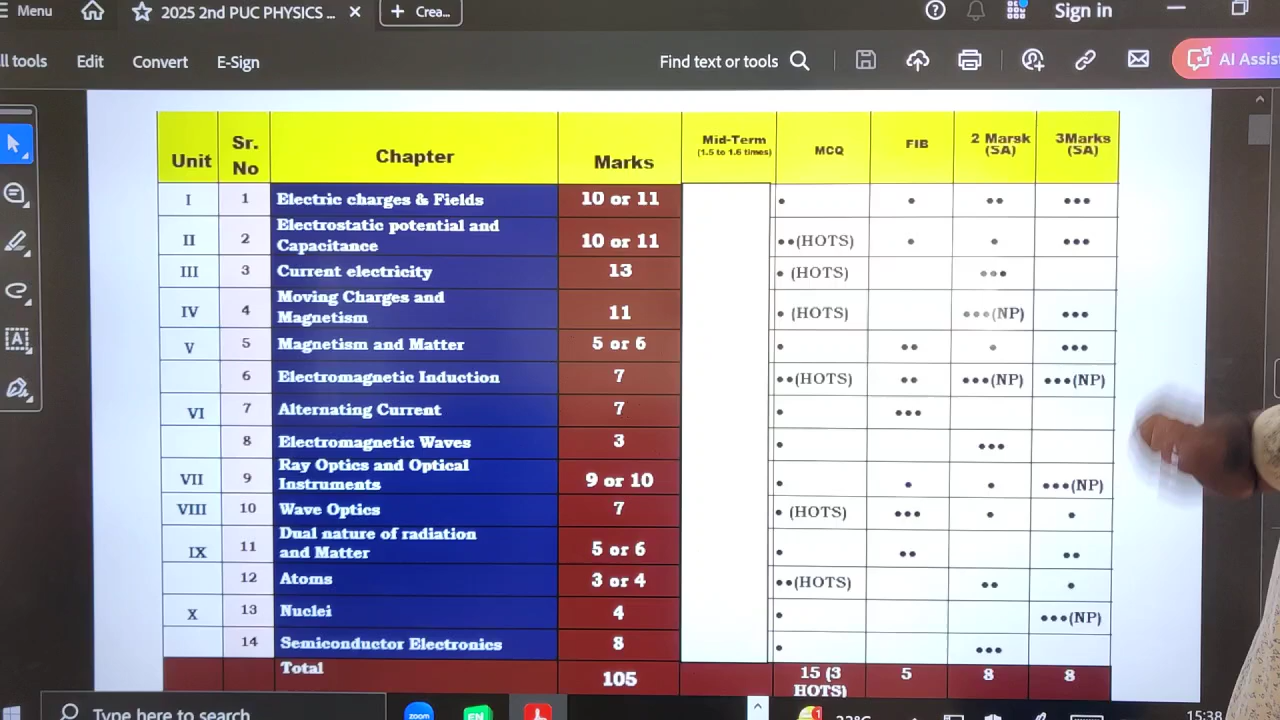 Menu
2025 2nd PUC PHYSICS ...
Crea...
Sign in
ll tools
Edit
Convert
E-Sign
Find text or tools
AI Assis
Unit Sr. No Chapter Marks Mid-Term (1.5 to 1.6 times) MCQ FIB 2 Marsk (SA) 3Marks (SA)
I 1 Electric charges & Fields 10 or 11 • • •• •••
II 2 Electrostatic potential and Capacitance 10 or 11 ••(HOTS) • • •••
III 3 Current electricity 13 • (HOTS) •••
IV 4 Moving Charges and Magnetism 11 • (HOTS) •••(NP) •••
V 5 Magnetism and Matter 5 or 6 • •• • •••
6 Electromagnetic Induction 7 ••(HOTS) •• •••(NP) •••(NP)
VI 7 Alternating Current 7 • •••
8 Electromagnetic Waves 3 • •••
VII 9 Ray Optics and Optical Instruments 9 or 10 • • • •••(NP)
VIII 10 Wave Optics 7 • (HOTS) ••• • •
IX 11 Dual nature of radiation and Matter 5 or 6 • •• ••
12 Atoms 3 or 4 ••(HOTS) •• •
X 13 Nuclei 4 • •••(NP)
14 Semiconductor Electronics 8 • •••
Total 105 15 (3 HOTS) 5 8 8
Type here to search
zoom
EN
15:38